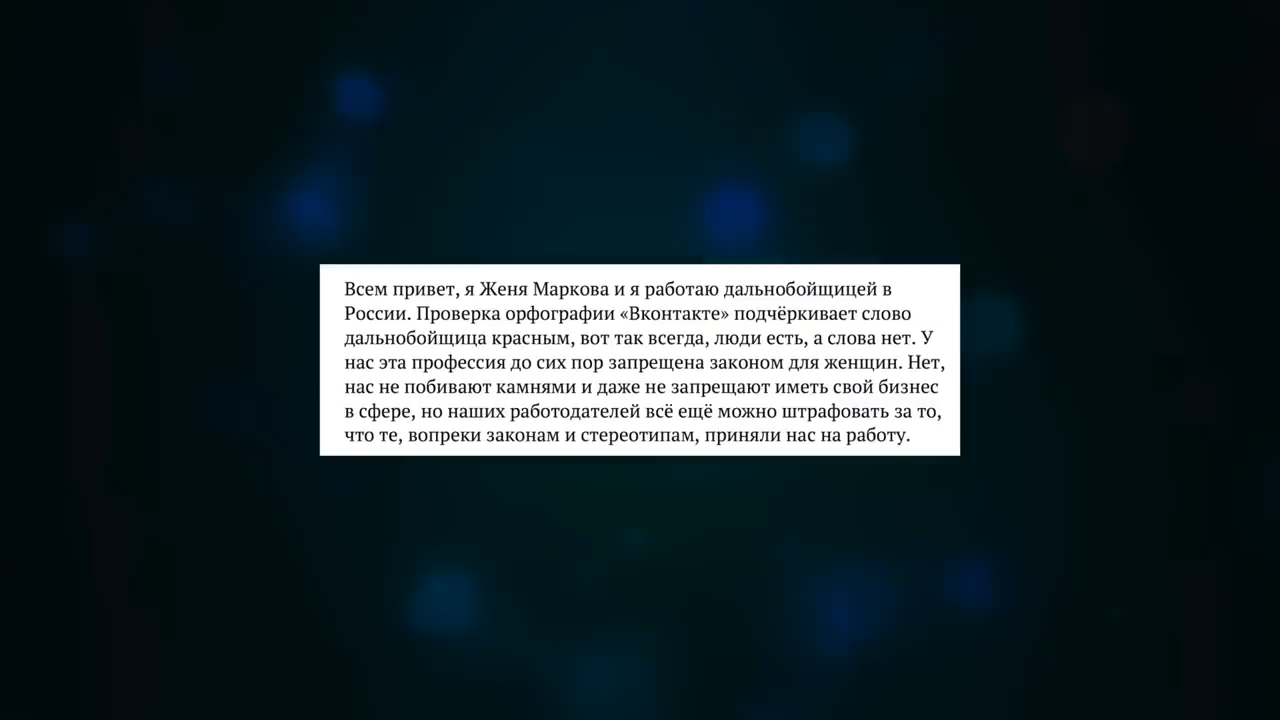 Всем привет, я Женя Маркова и я работаю дальнобойщицей в
России. Проверка орфографии «Вконтакте» подчёркивает слово
дальнобойщица красным, вот так всегда, люди есть, а слова нет. У
нас эта профессия до сих пор запрещена законом для женщин. Нет,
нас не побивают камнями и даже не запрещают иметь свой бизнес
в сфере, но наших работодателей всё ещё можно штрафовать за то,
что те, вопреки законам и стереотипам, приняли нас на работу.